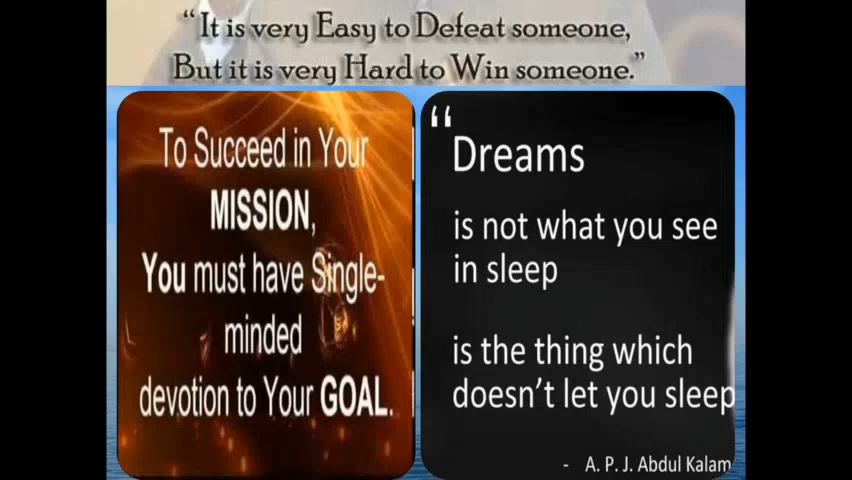 “It is very Easy to Defeat someone,
But it is very Hard to Win someone.”
To Succeed in Your
MISSION,
You must have Single-
minded
devotion to Your GOAL.
“
Dreams
is not what you see
in sleep
is the thing which
doesn’t let you sleep
- A. P. J. Abdul Kalam